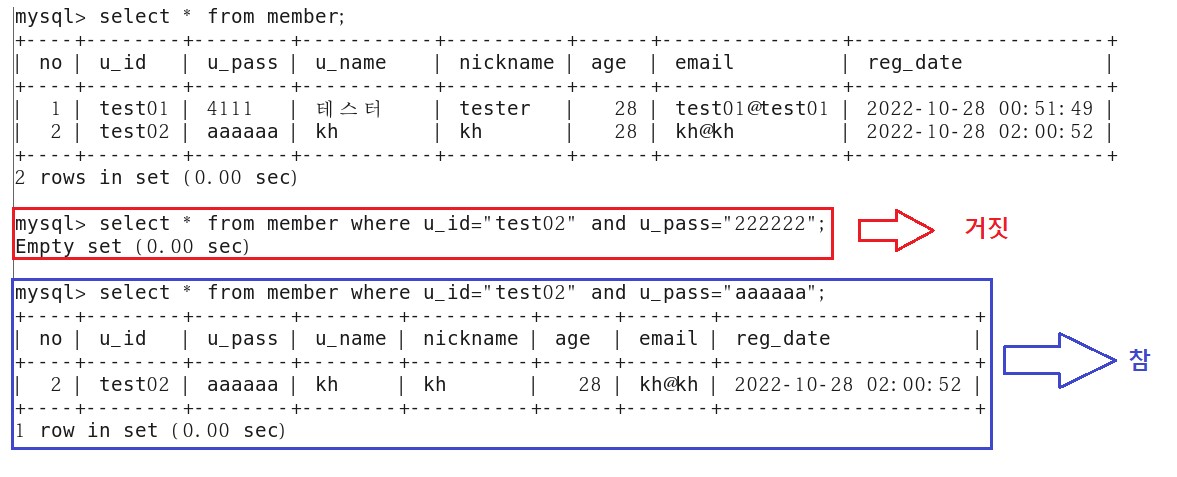 mysql> select * from member;
+----+--------+--------+-----------+----------+------+---------------+---------------------+
| no | u_id   | u_pass | u_name    | nickname | age  | email         | reg_date            |
+----+--------+--------+-----------+----------+------+---------------+---------------------+
|  1 | test01 | 4111   | 테스터    | tester   |   28 | test01@test01 | 2022-10-28 00:51:49 |
|  2 | test02 | aaaaaa | kh        | kh       |   28 | kh@kh         | 2022-10-28 02:00:52 |
+----+--------+--------+-----------+----------+------+---------------+---------------------+
2 rows in set (0.00 sec)
mysql> select * from member where u_id="test02" and u_pass="222222";
Empty set (0.00 sec)
거짓
mysql> select * from member where u_id="test02" and u_pass="aaaaaa";
+----+--------+--------+--------+----------+------+-------+---------------------+
| no | u_id   | u_pass | u_name | nickname | age  | email | reg_date            |
+----+--------+--------+--------+----------+------+-------+---------------------+
|  2 | test02 | aaaaaa | kh     | kh       |   28 | kh@kh | 2022-10-28 02:00:52 |
+----+--------+--------+--------+----------+------+-------+---------------------+
1 row in set (0.00 sec)
참